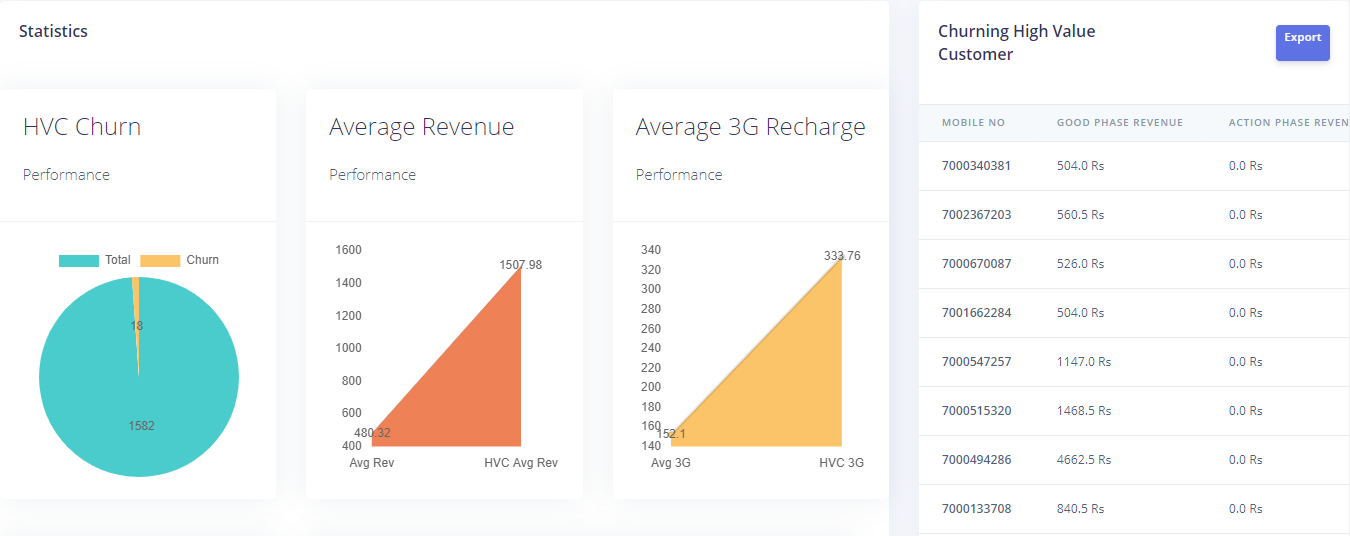 Statistics
HVC Churn
Performance
Total Churn
18
1582
Average Revenue
Performance
1600
1400
1200
1000
800
600
400
1507.98
480.32
Avg Rev HVC Avg Rev
Average 3G Recharge
Performance
340
320
300
280
260
240
220
200
180
160
140
333.76
152.1
Avg 3G HVC 3G
Churning High Value
Customer
Export
MOBILE NO GOOD PHASE REVENUE ACTION PHASE REVEN
7000340381 504.0 Rs 0.0 Rs
7002367203 560.5 Rs 0.0 Rs
7000670087 526.0 Rs 0.0 Rs
7001662284 504.0 Rs 0.0 Rs
7000547257 1147.0 Rs 0.0 Rs
7000515320 1468.5 Rs 0.0 Rs
7000494286 4662.5 Rs 0.0 Rs
7000133708 840.5 Rs 0.0 Rs